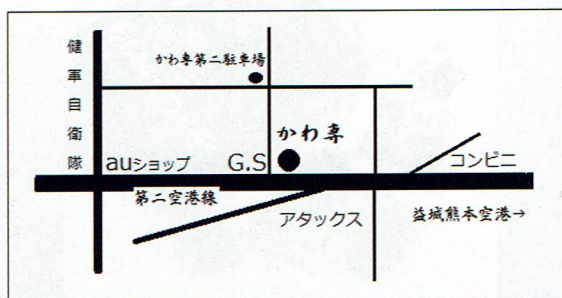 健軍自衛隊
かわ専第二駐車場
かわ専
auショップ
G.S
コンビニ
第二空港線
アタックス
益城熊本空港→